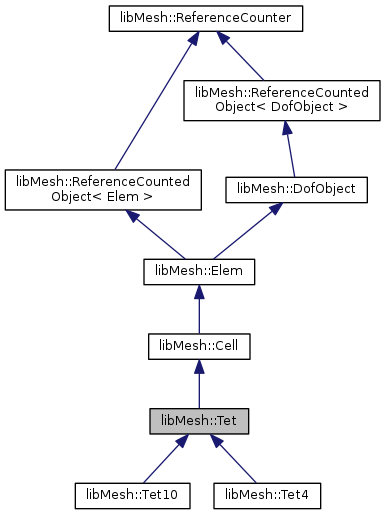 libMesh::ReferenceCounter
libMesh::ReferenceCounted
Object< DofObject >
libMesh::ReferenceCounted
Object< Elem >
libMesh::DofObject
libMesh::Elem
libMesh::Cell
libMesh::Tet
libMesh::Tet10
libMesh::Tet4